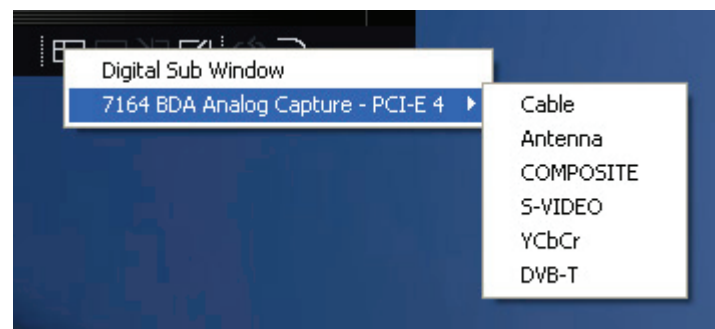 Digital Sub Window
7164 BDA Analog Capture - PCI-E 4
Cable
Antenna
COMPOSITE
S-VIDEO
YCbCr
DVB-T